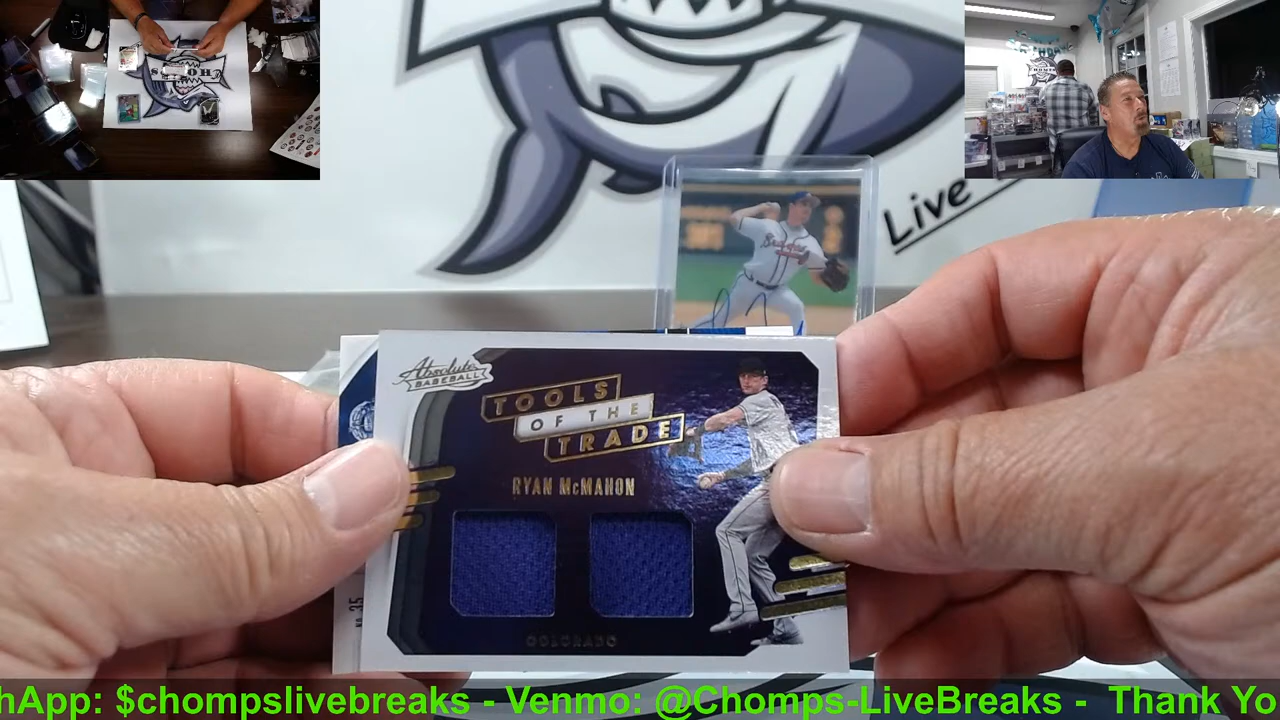 Live
Absolute
BASEBALL
TOOLS
OF THE
TRADE
RYAN McMAHON
COLORADO
hApp: $chompslivebreaks - Venmo: @Chomps-LiveBreaks - Thank Yo